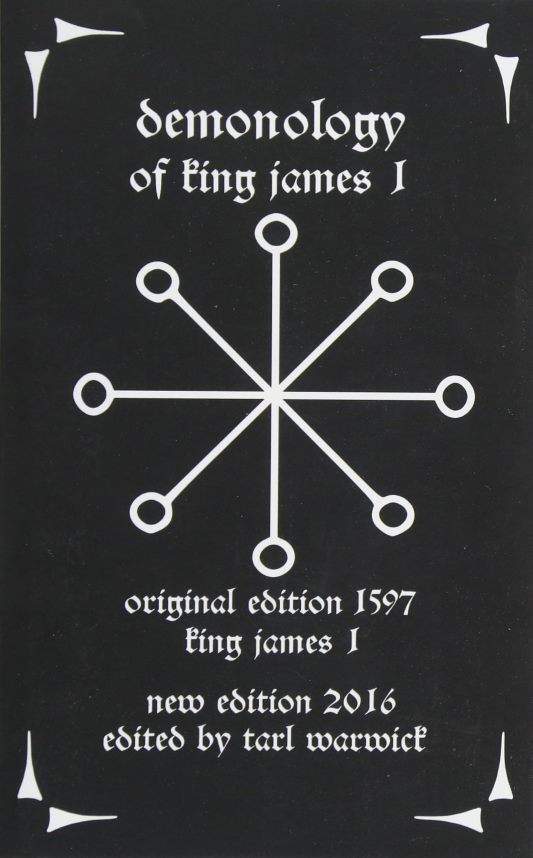 demonology
of king james I
original edition 1597
king james I
new edition 2016
edited by tarl warwick